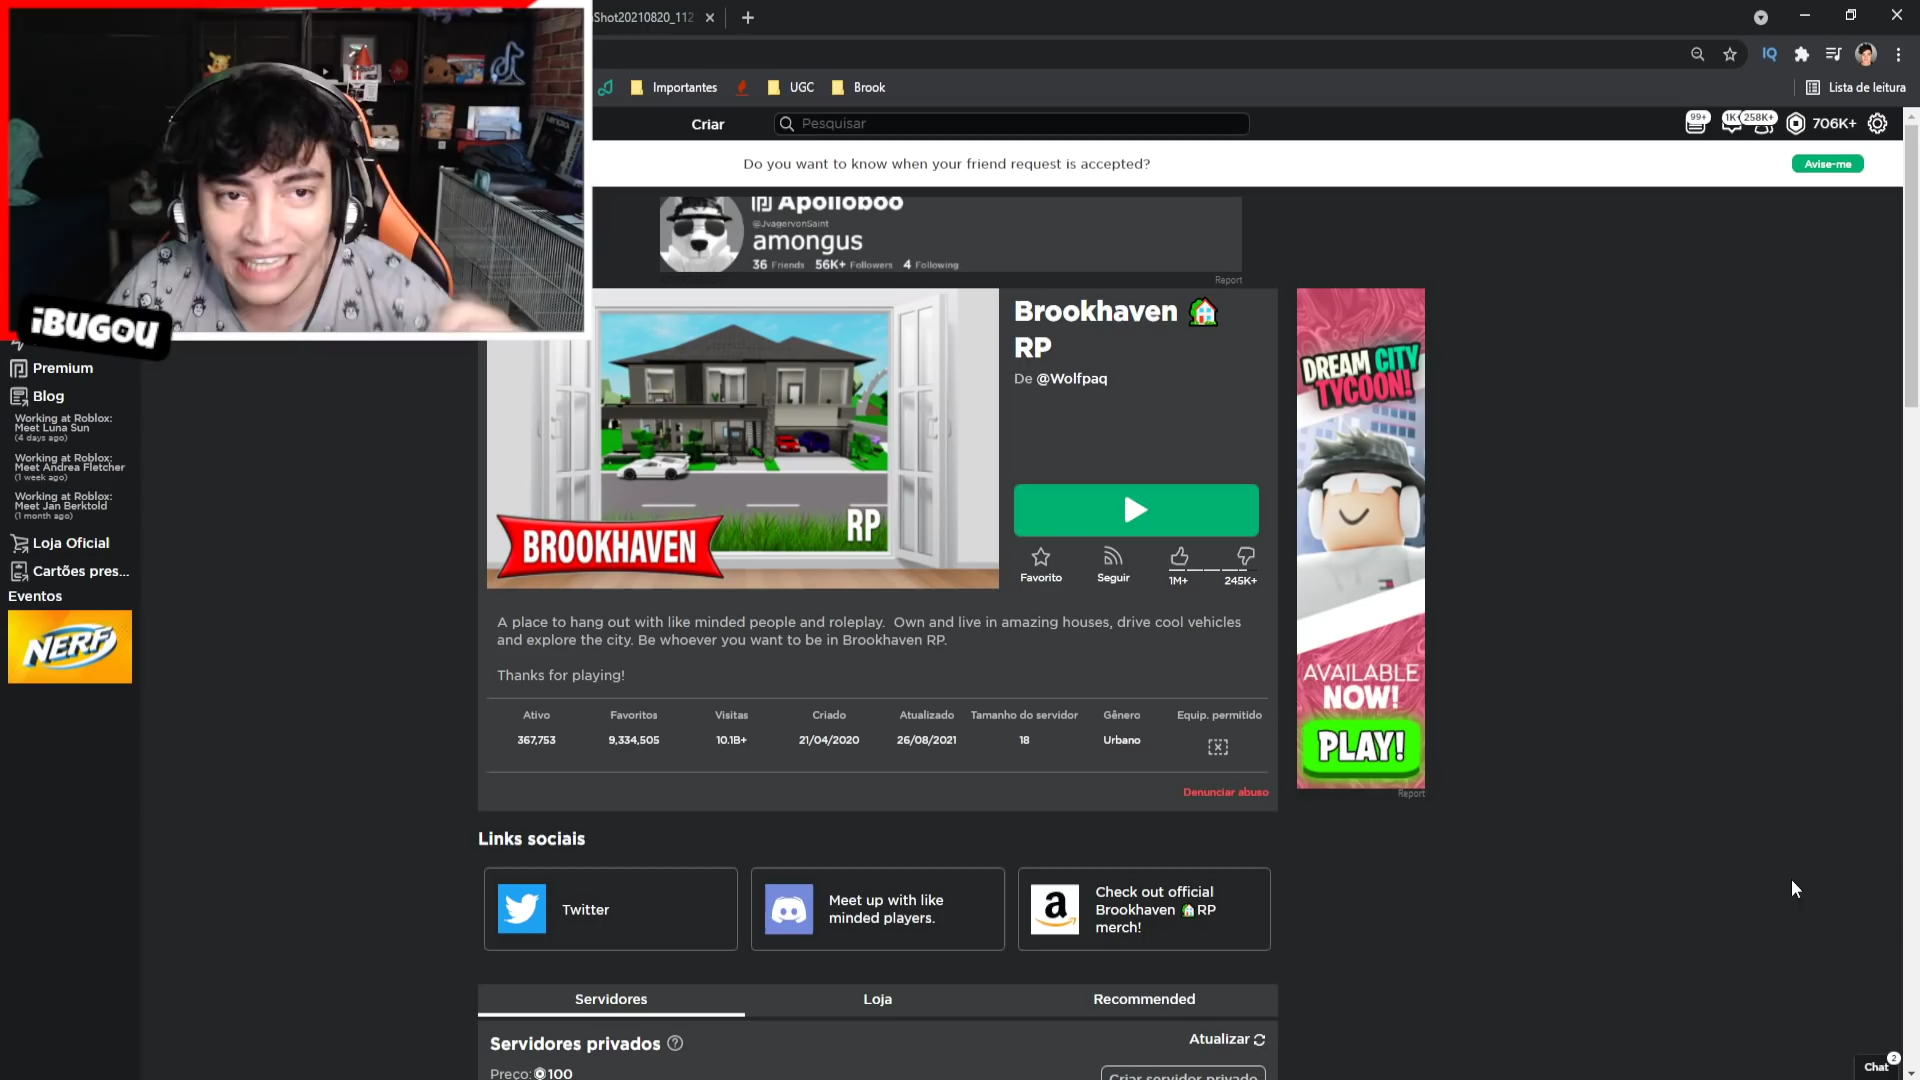 Shot20210820_112
Importantes
UGC
Brook
Lista de leitura
Criar
Pesquisar
99+
1K+
258K+
706K+
Do you want to know when your friend request is accepted?
Avise-me
Apolloboo
@JvagervonSaint
amongus
36 Friends 56K+ Followers 4 Following
Report
iBUGOU
Premium
Blog
Working at Roblox:
Meet Luna Sun
(4 days ago)
Working at Roblox:
Meet Andrea Fletcher
(1 week ago)
Working at Roblox:
Meet Jan Berktold
(1 month ago)
Loja Oficial
Cartões pres...
Eventos
NERF
BROOKHAVEN
RP
Brookhaven 🏠
RP
De @Wolfpaq
Favorito
Seguir
1M+
245K+
DREAM CITY
TYCOON!
AVAILABLE
NOW!
PLAY!
Report
A place to hang out with like minded people and roleplay.  Own and live in amazing houses, drive cool vehicles
and explore the city. Be whoever you want to be in Brookhaven RP.
Thanks for playing!
Ativo Favoritos Visitas Criado Atualizado Tamanho do servidor Gênero Equip. permitido
367,753 9,334,505 10.1B+ 21/04/2020 26/08/2021 18 Urbano
Denunciar abuso
Links sociais
Twitter
Meet up with like
minded players.
Check out official
Brookhaven 🏠RP
merch!
Servidores
Loja
Recommended
Servidores privados
Atualizar
Preço: 100
Criar servidor privado
Chat
2